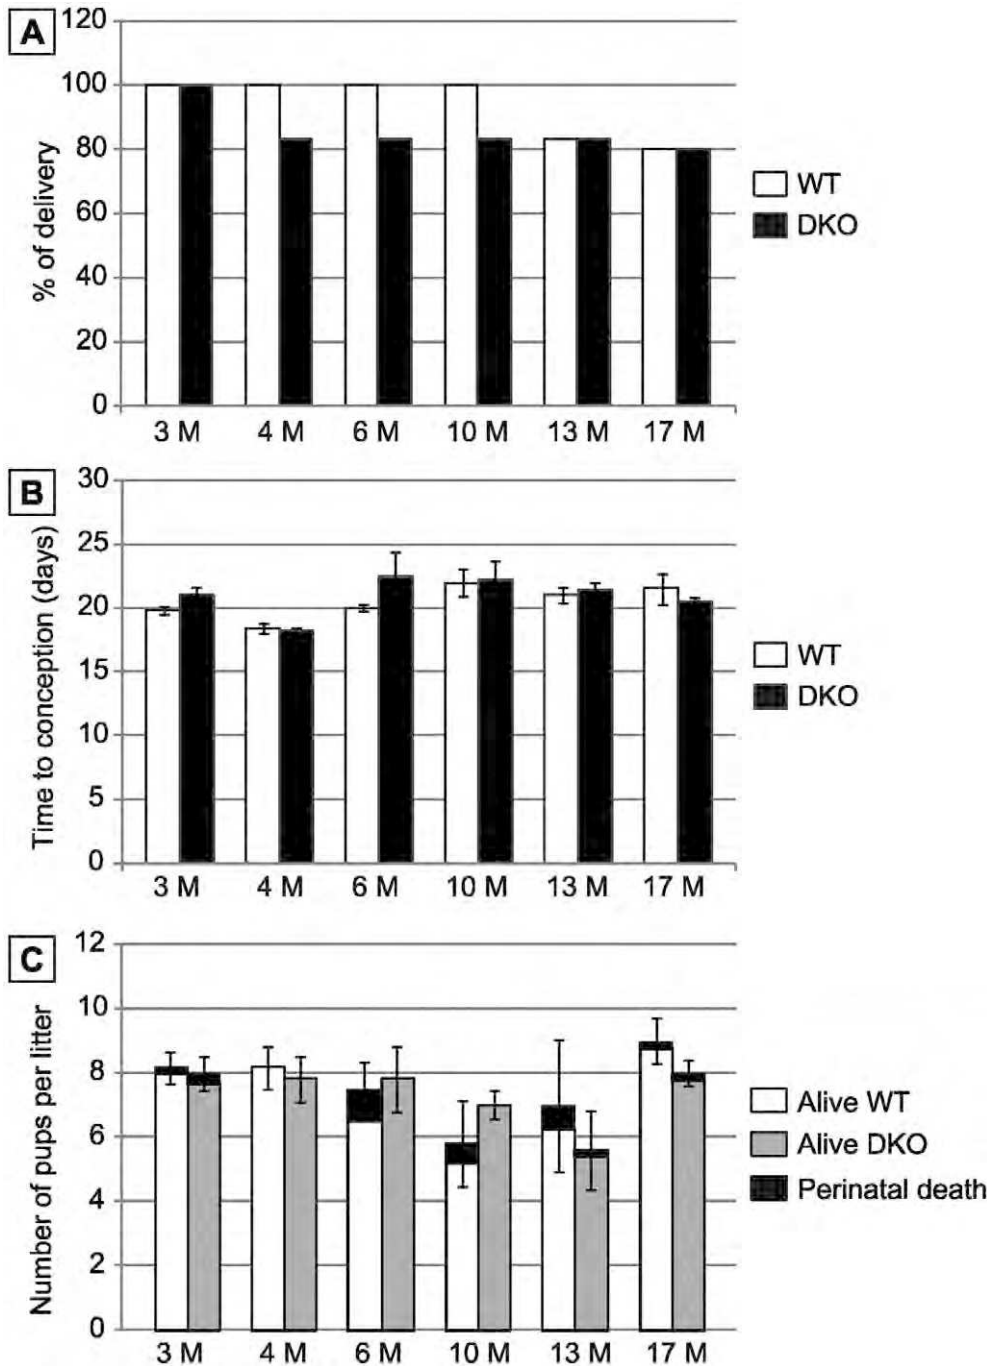 A
120
100
80
60
40
20
0
% of delivery
3 M 4 M 6 M 10 M 13 M 17 M
WT
DKO
B
30
25
20
15
10
5
0
Time to conception (days)
3 M 4 M 6 M 10 M 13 M 17 M
WT
DKO
C
12
10
8
6
4
2
0
Number of pups per litter
3 M 4 M 6 M 10 M 13 M 17 M
Alive WT
Alive DKO
Perinatal death